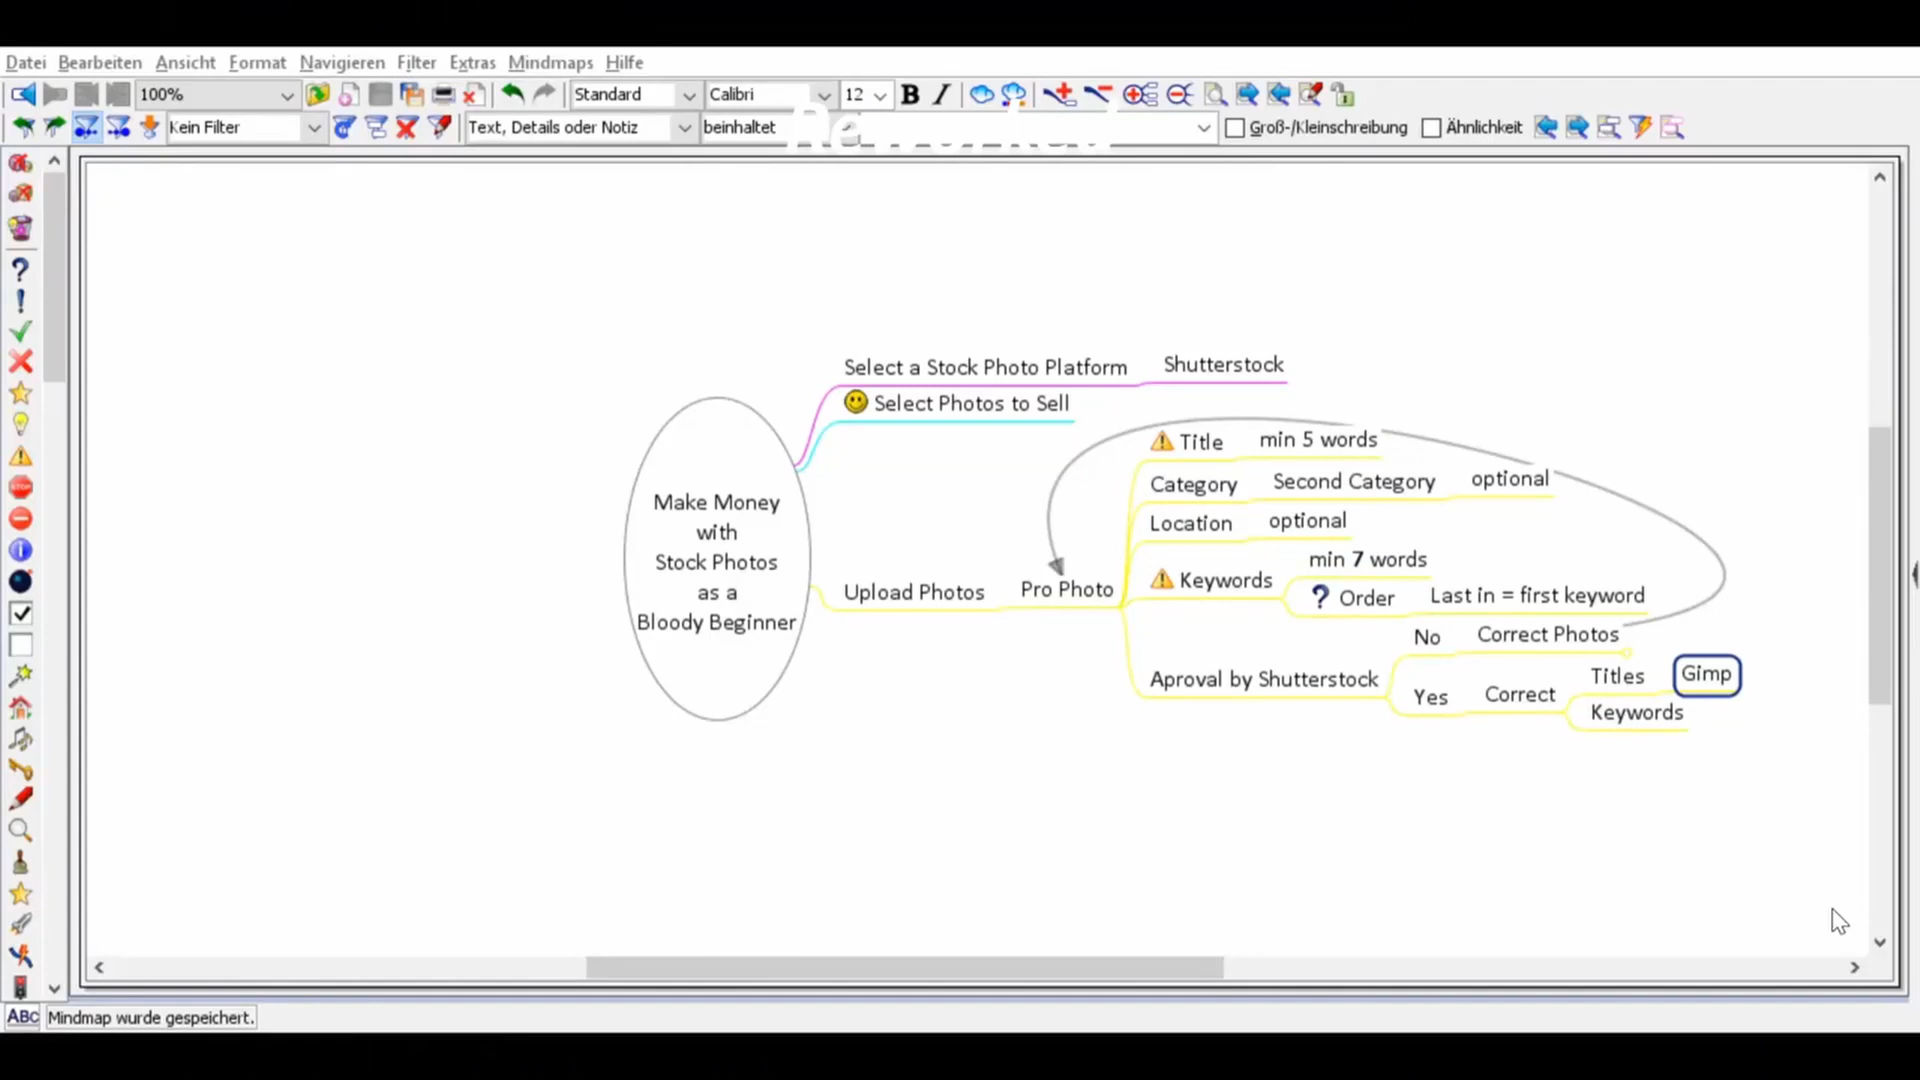 Datei Bearbeiten Ansicht Format Navigieren Filter Extras Mindmaps Hilfe
100% Standard Calibri 12 B I
Kein Filter Text, Details oder Notiz beinhaltet Groß-/Kleinschreibung Ähnlichkeit
Select a Stock Photo Platform Shutterstock
Select Photos to Sell
Title min 5 words
Category Second Category optional
Location optional
Make Money
with
Stock Photos
as a
Bloody Beginner
Upload Photos Pro Photo
Keywords min 7 words
Order Last in = first keyword
Aproval by Shutterstock
No Correct Photos
Yes Correct
Titles Gimp
Keywords
STOP
ABC Mindmap wurde gespeichert.